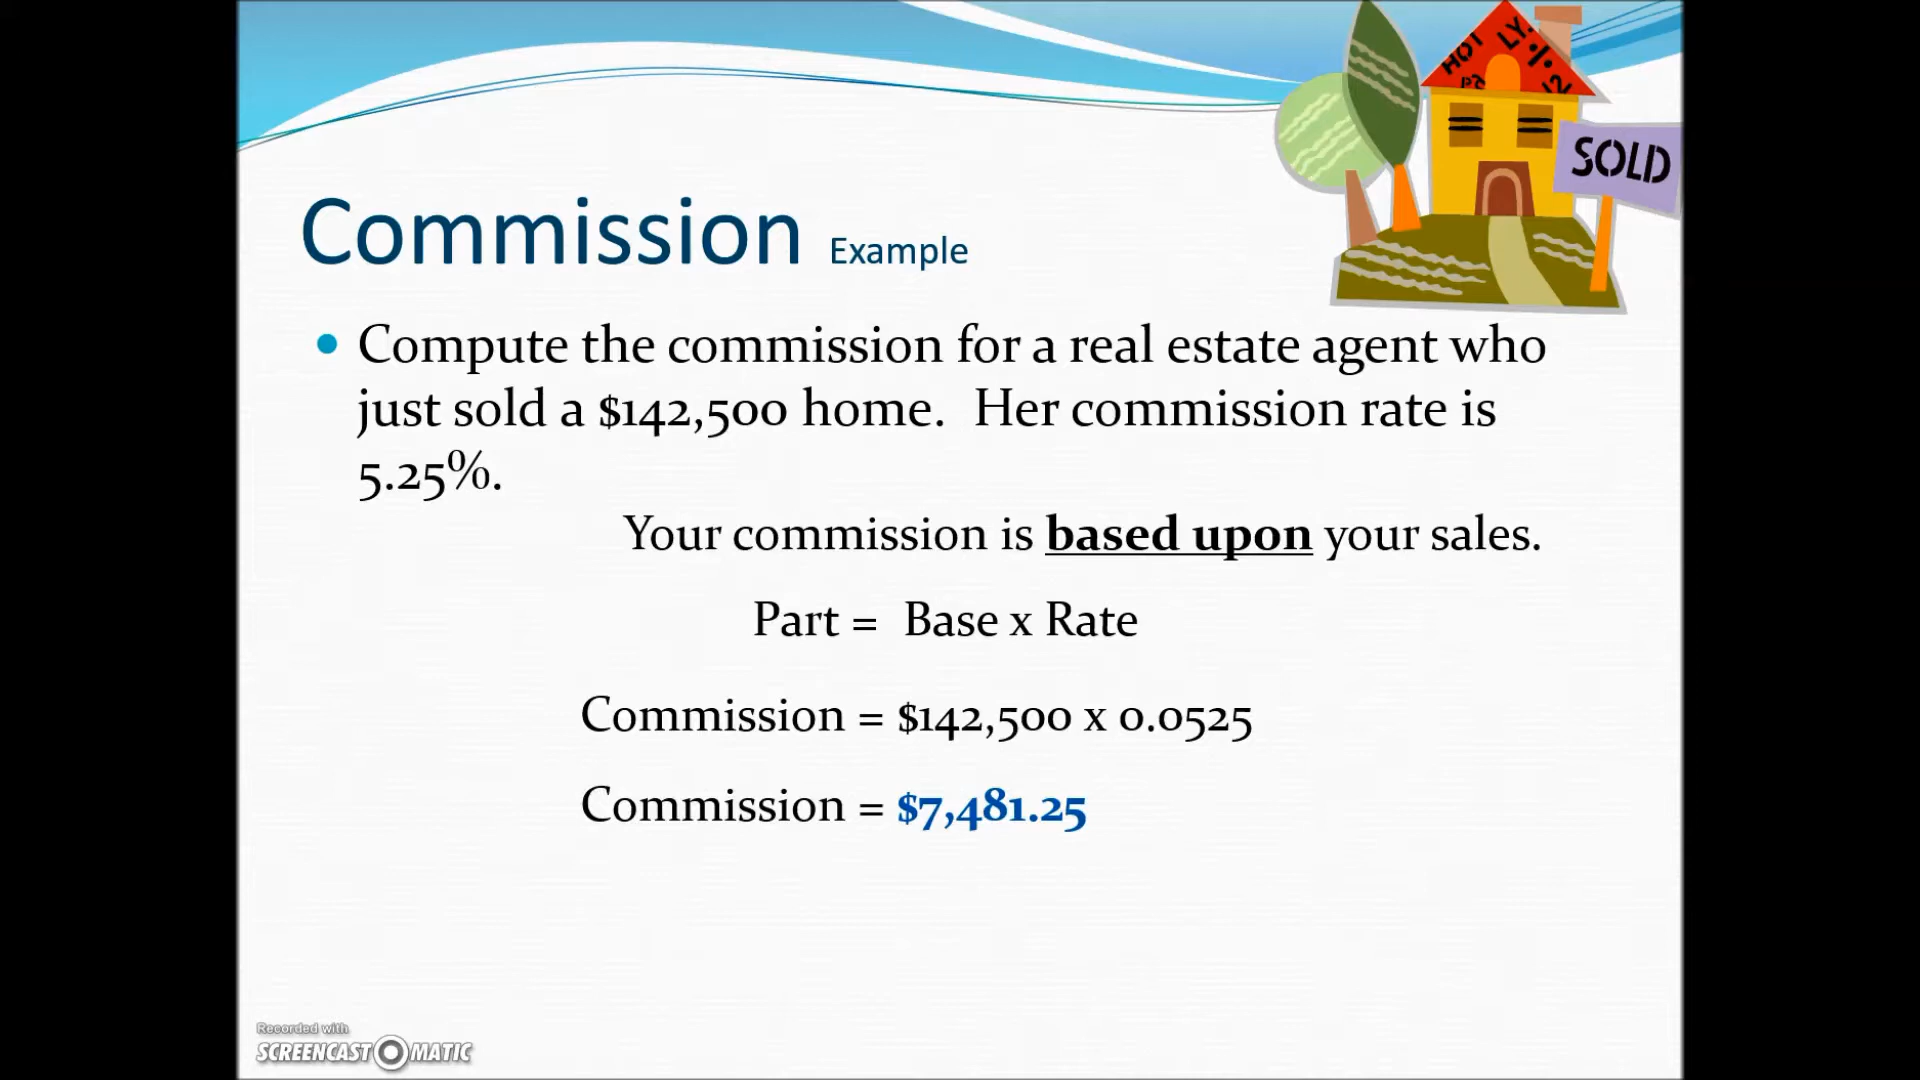 SOLD
Commission Example
Compute the commission for a real estate agent who
just sold a $142,500 home. Her commission rate is
5.25%.
Your commission is based upon your sales.
Part = Base x Rate
Commission = $142,500 x 0.0525
Commission = $7,481.25
Recorded with
SCREENCAST MATIC